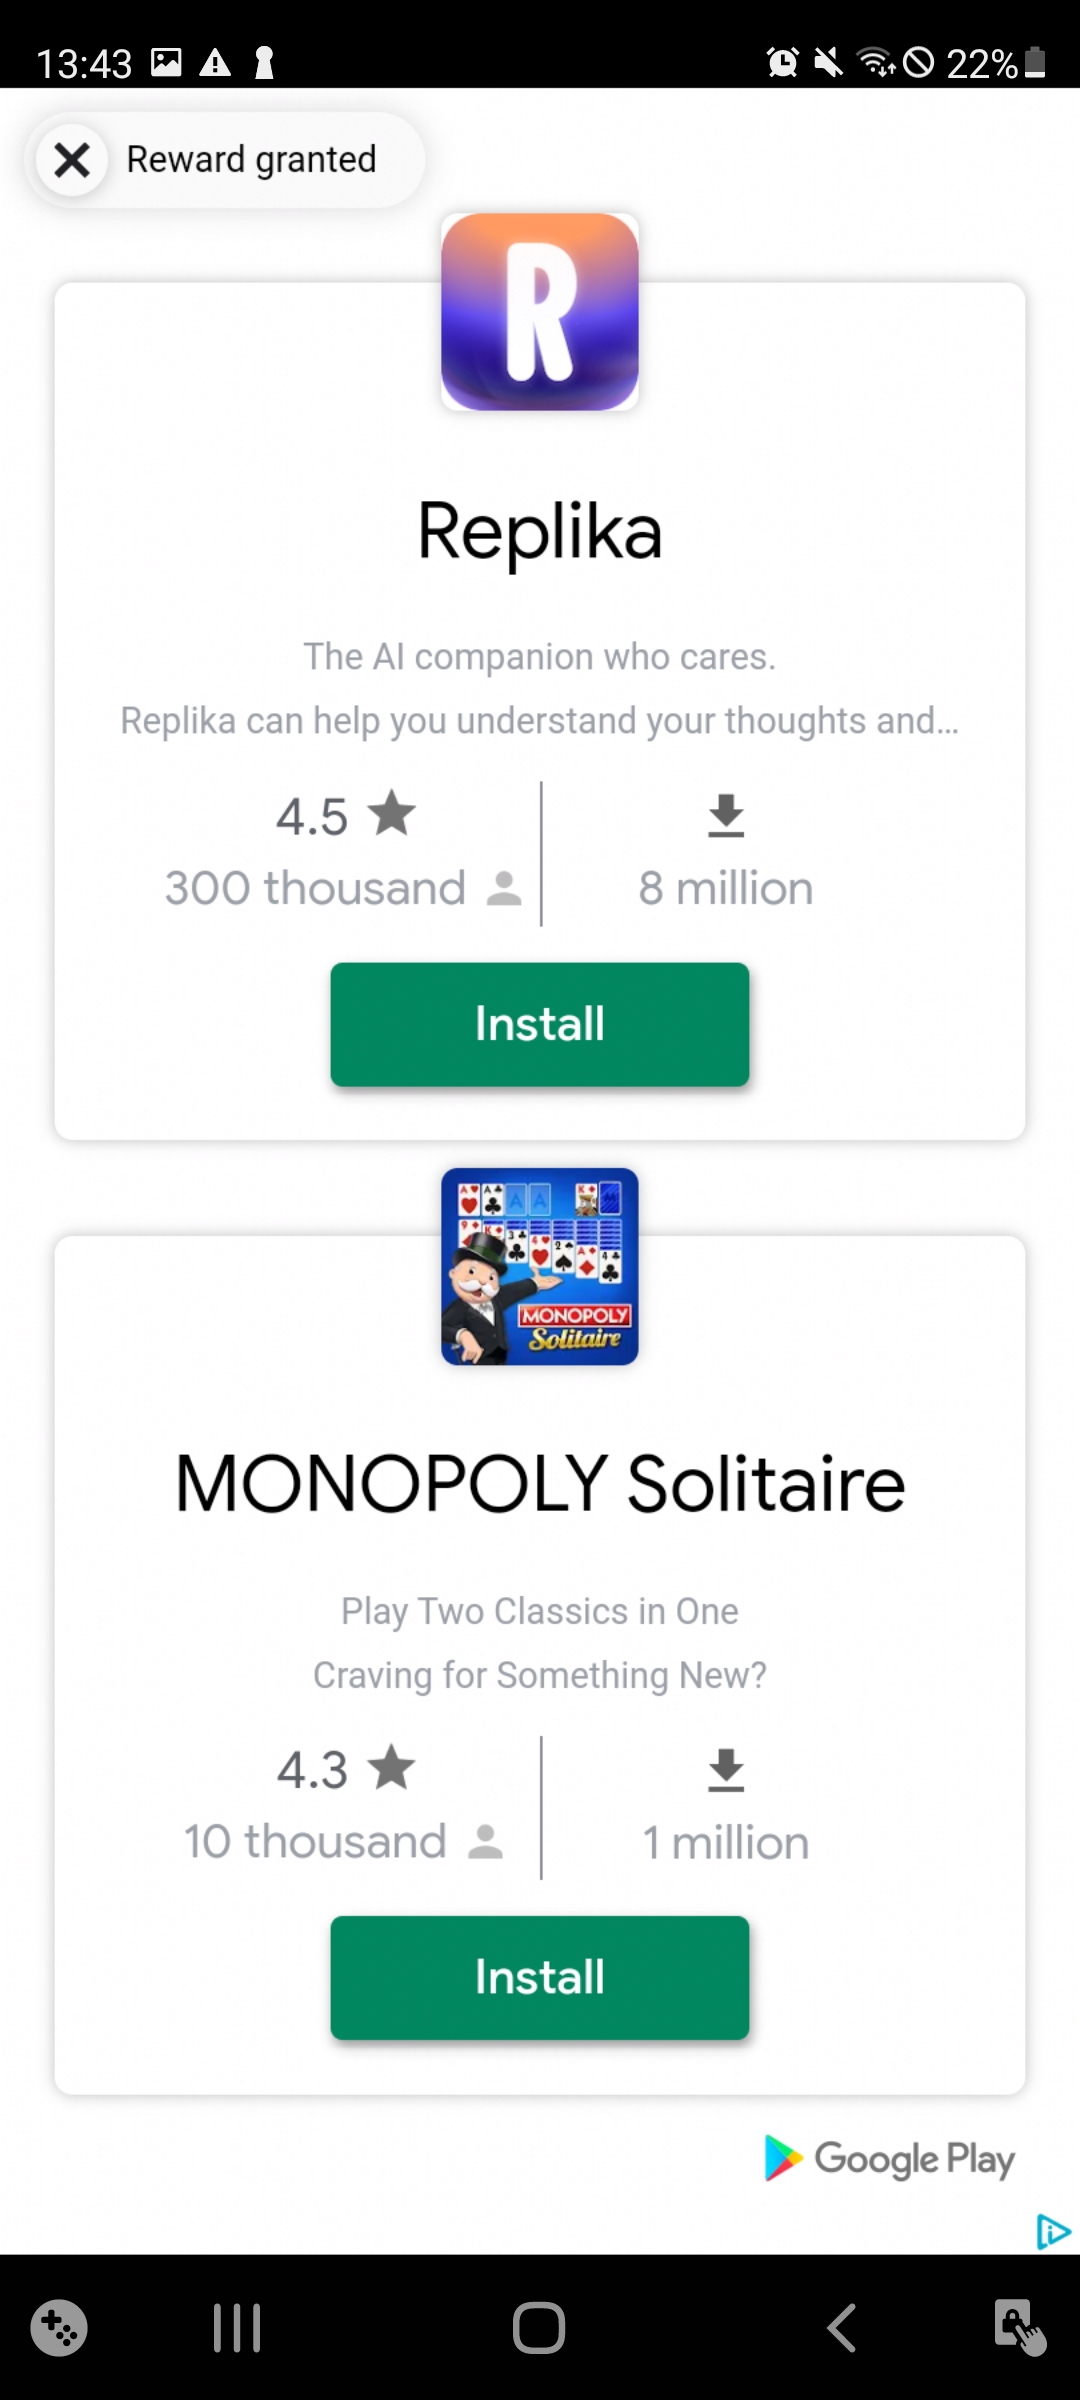 13:43
22%
Reward granted
R
Replika
The AI companion who cares.
Replika can help you understand your thoughts and...
4.5
300 thousand
8 million
Install
MONOPOLY
Solitaire
MONOPOLY Solitaire
Play Two Classics in One
Craving for Something New?
4.3
10 thousand
1 million
Install
Google Play